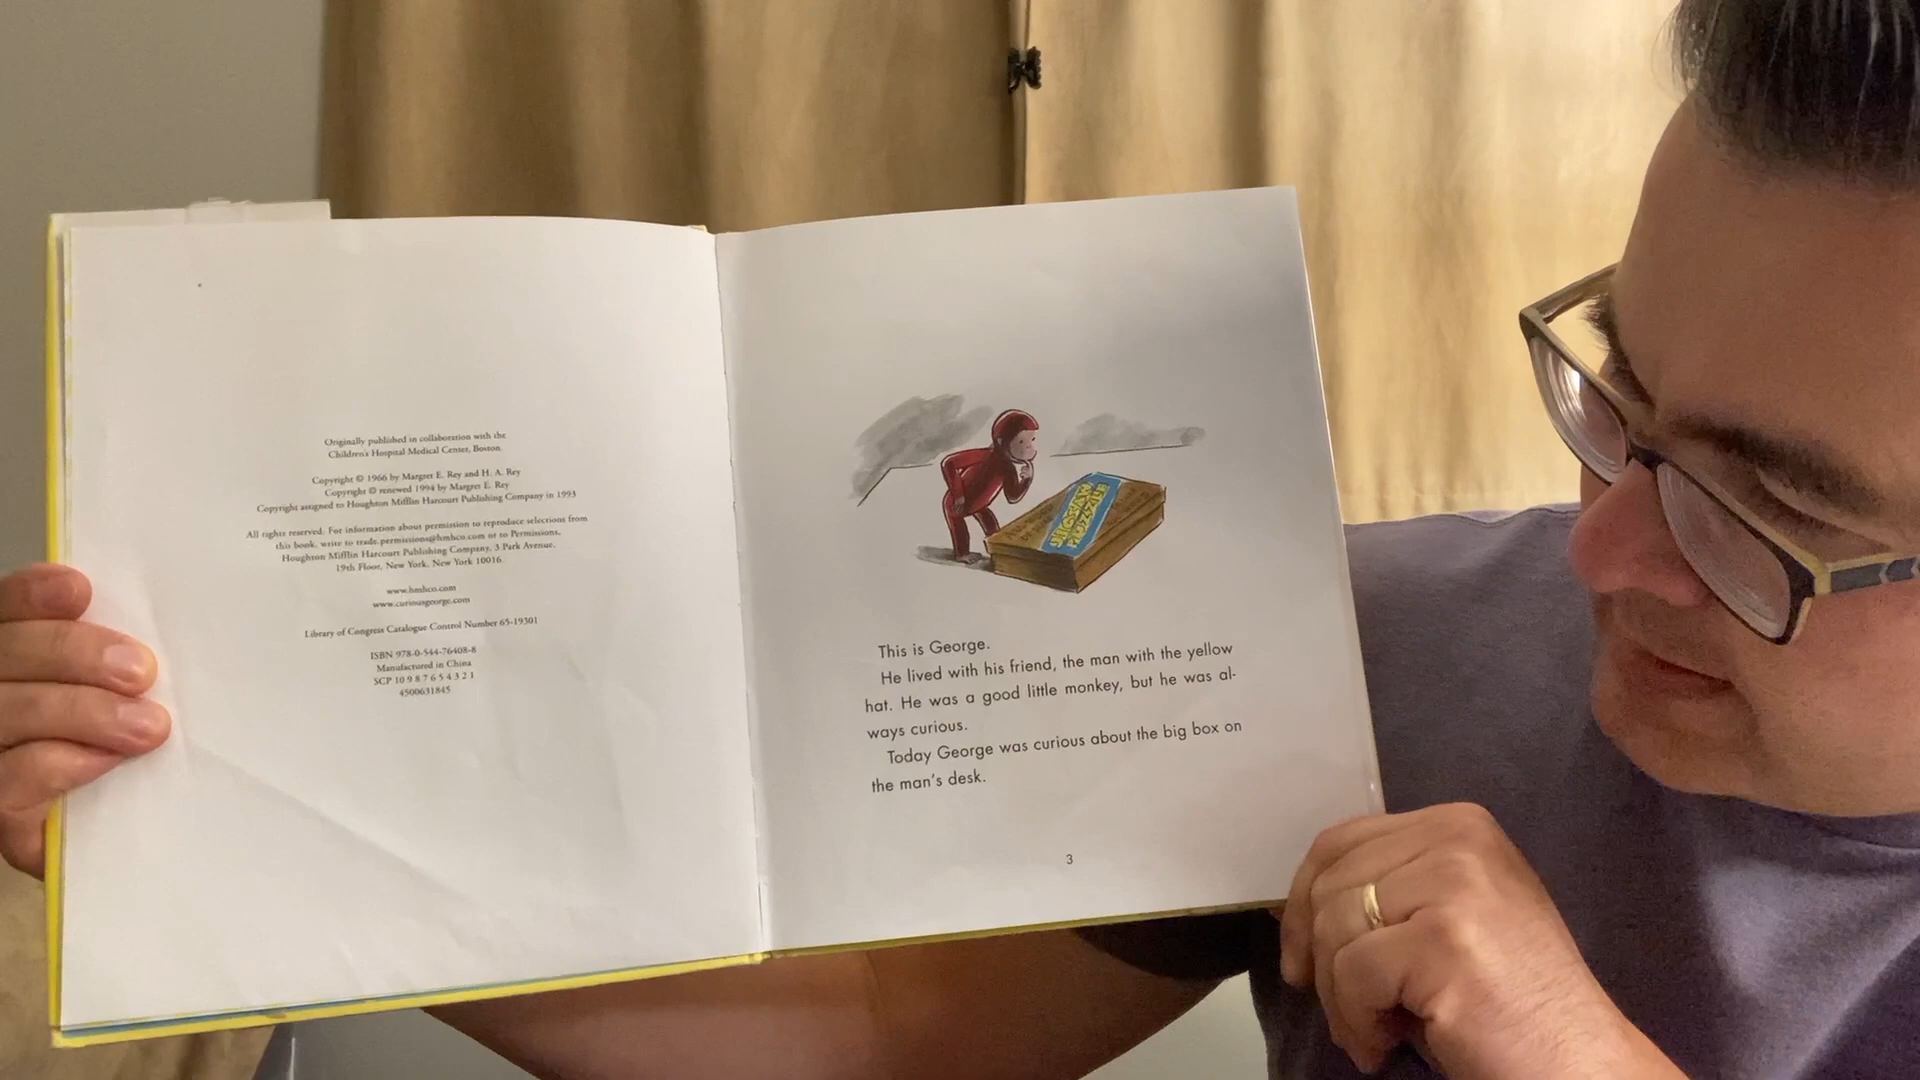 Originally published in collaboration with the
Children's Hospital Medical Center, Boston
Copyright © 1966 by Margret E. Rey and H. A. Rey
Copyright © renewed 1994 by Margret E. Rey
Copyright assigned to Houghton Mifflin Harcourt Publishing Company in 1993
All rights reserved. For information about permission to reproduce selections from
this book, write to trade.permissions@hmhco.com or to Permissions,
Houghton Mifflin Harcourt Publishing Company, 3 Park Avenue,
19th Floor, New York, New York 10016.
www.hmhco.com
www.curiousgeorge.com
Library of Congress Catalogue Control Number 65-19301
ISBN 978-0-544-76408-8
Manufactured in China
SCP 10 9 8 7 6 5 4 3 2 1
4500631845
JIGSAW
PUZZLE
This is George.
He lived with his friend, the man with the yellow
hat. He was a good little monkey, but he was al-
ways curious.
Today George was curious about the big box on
the man's desk.
3